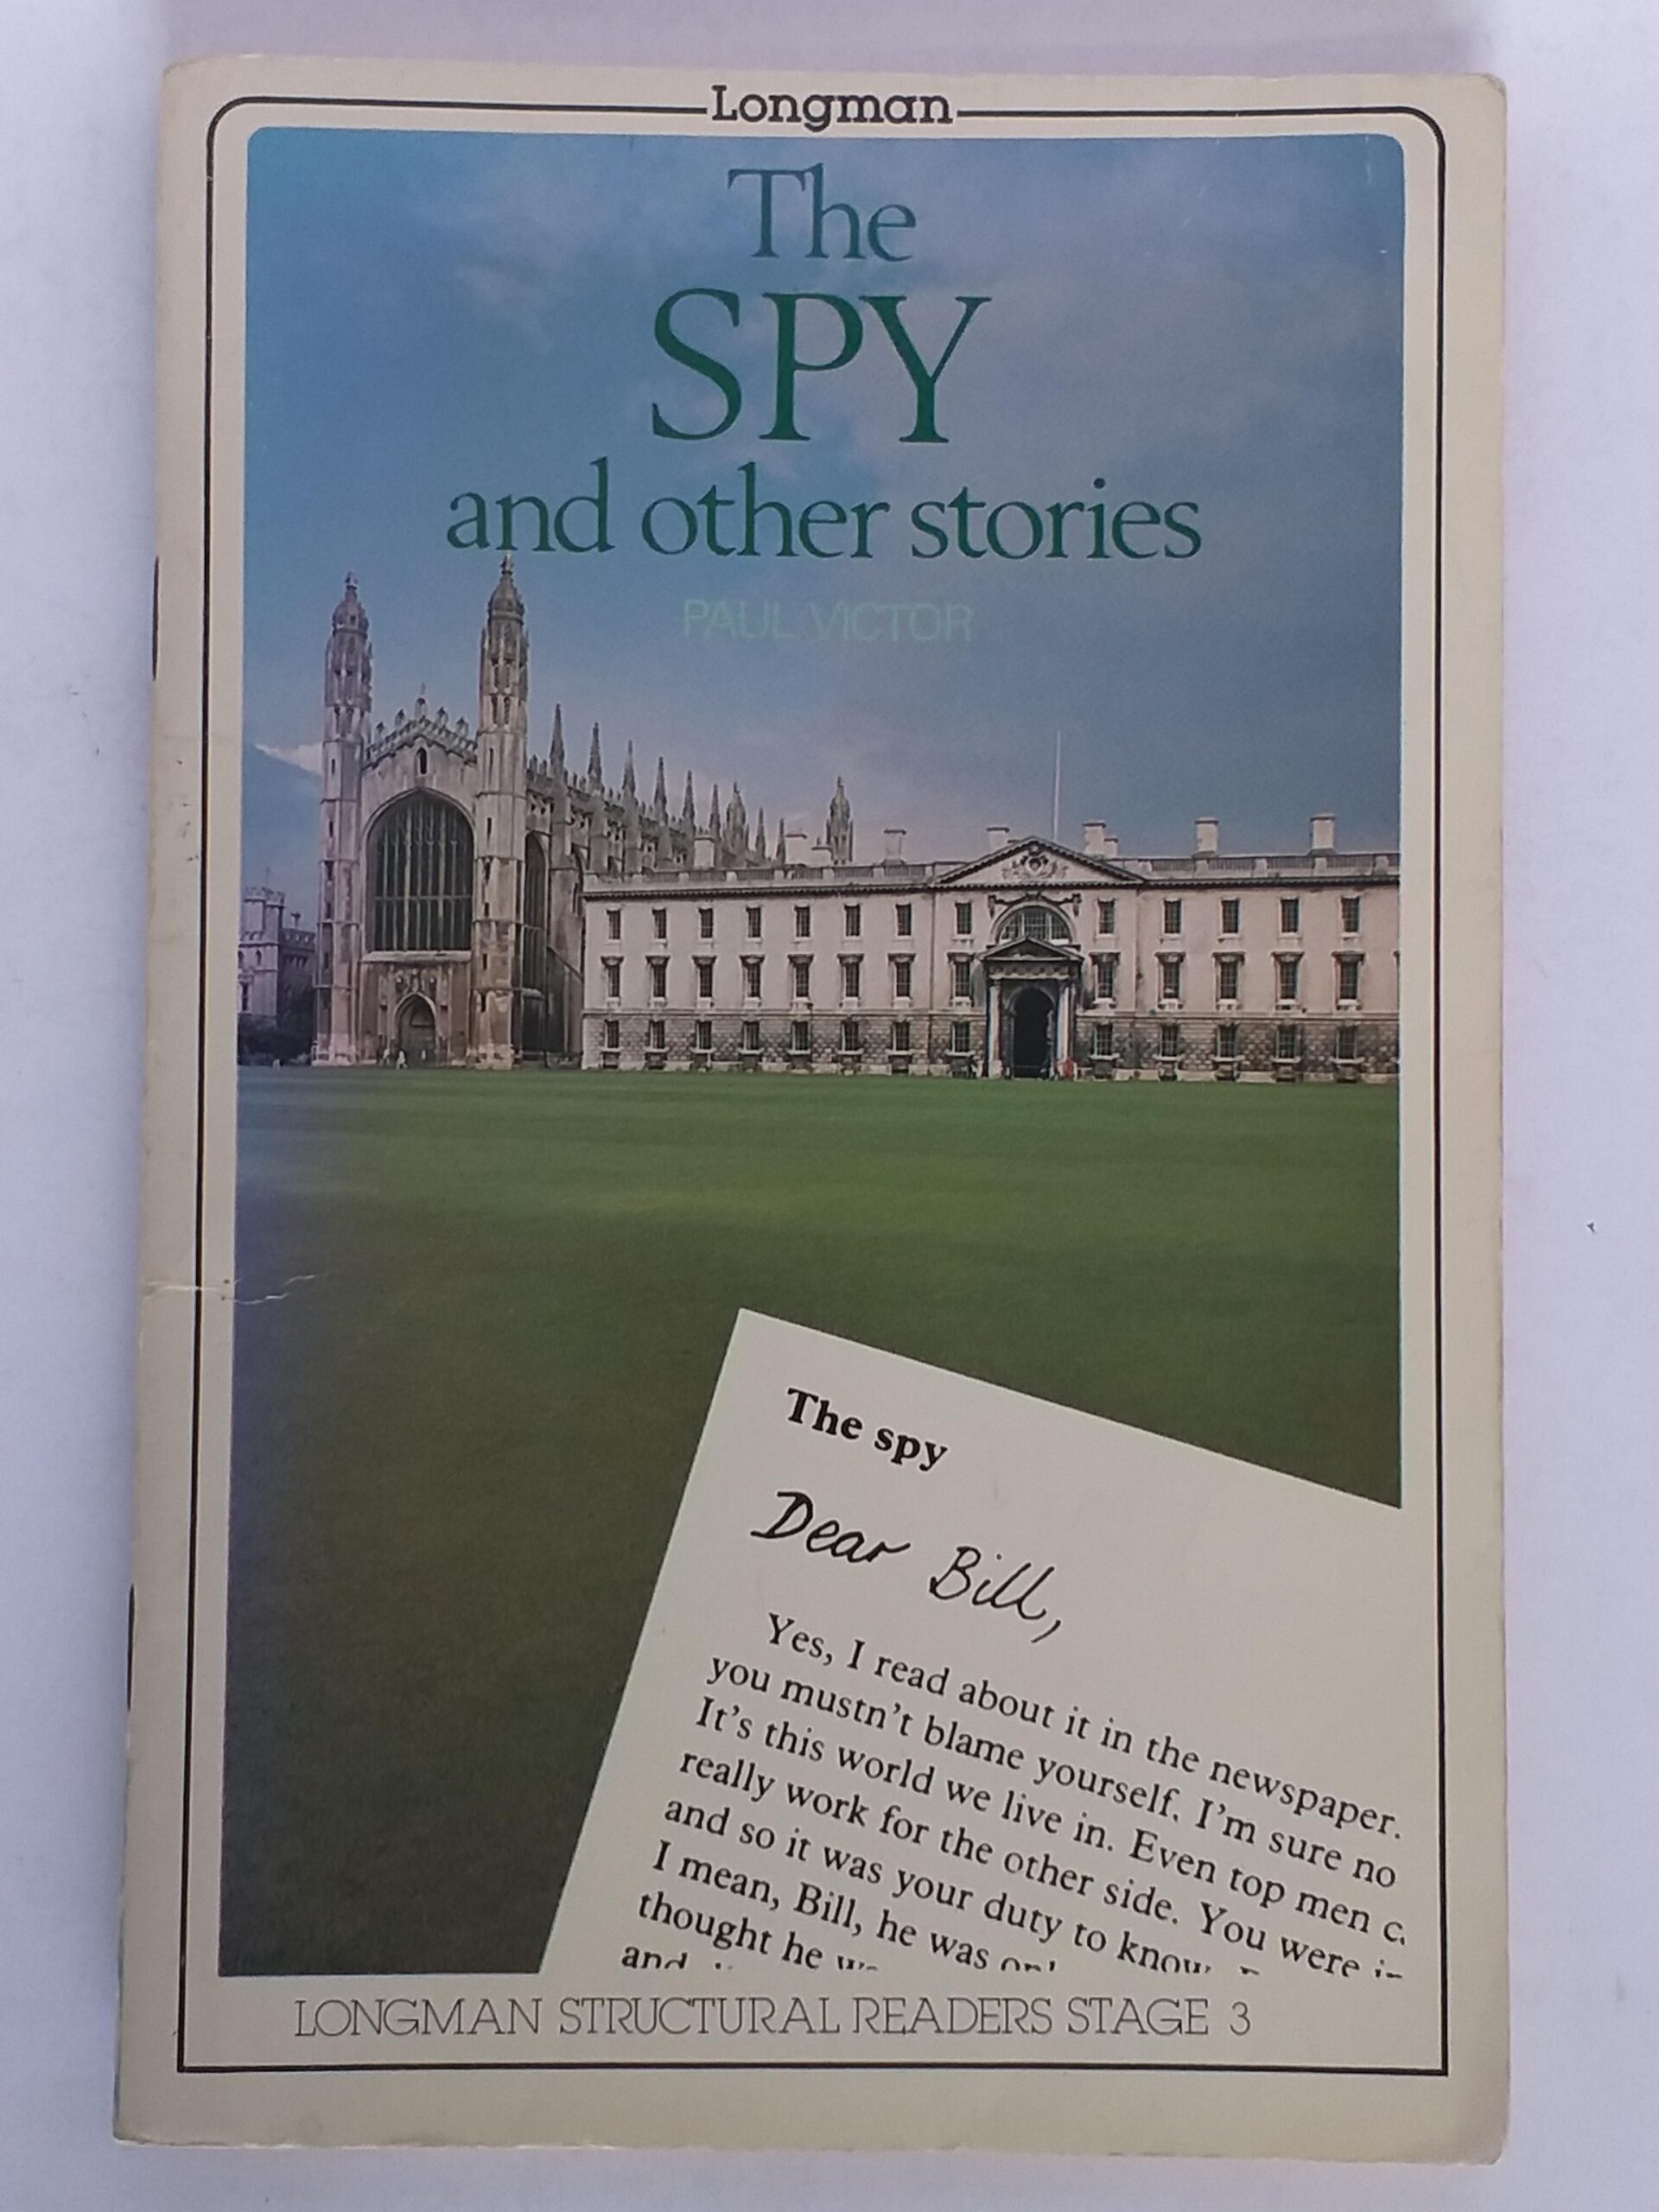 Longman
The
SPY
and other stories
PAUL VICTOR
The spy
Dear Bill,
Yes, I read about it in the newspaper.
you mustn't blame yourself. I'm sure no
It's this world we live in. Even top men
really work for the other side. You were
and so it was your duty to know.
I mean, Bill, he was
thought he
and
LONGMAN STRUCTURAL READERS STAGE 3